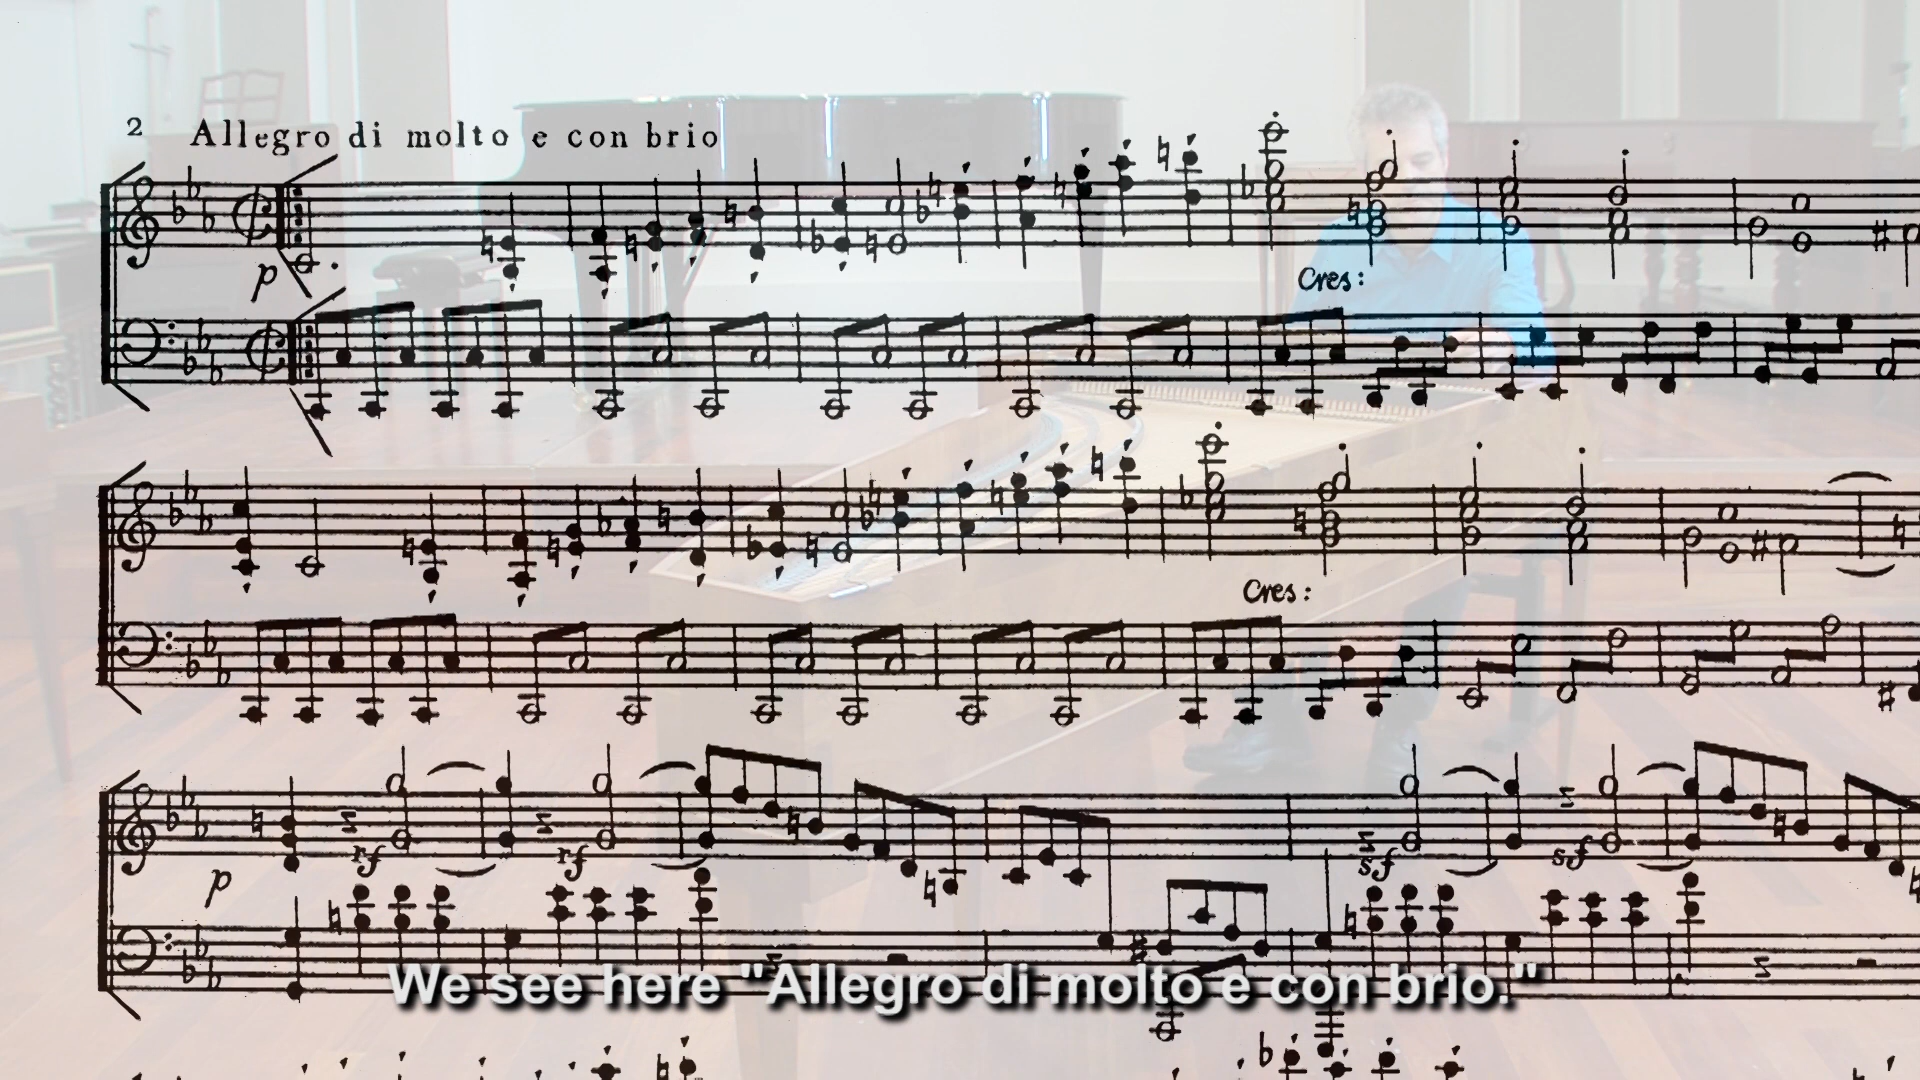 2 Allegro di molto e con brio
p
Cres:
Cres:
p rf rf sf sf
We see here "Allegro di molto e con brio."